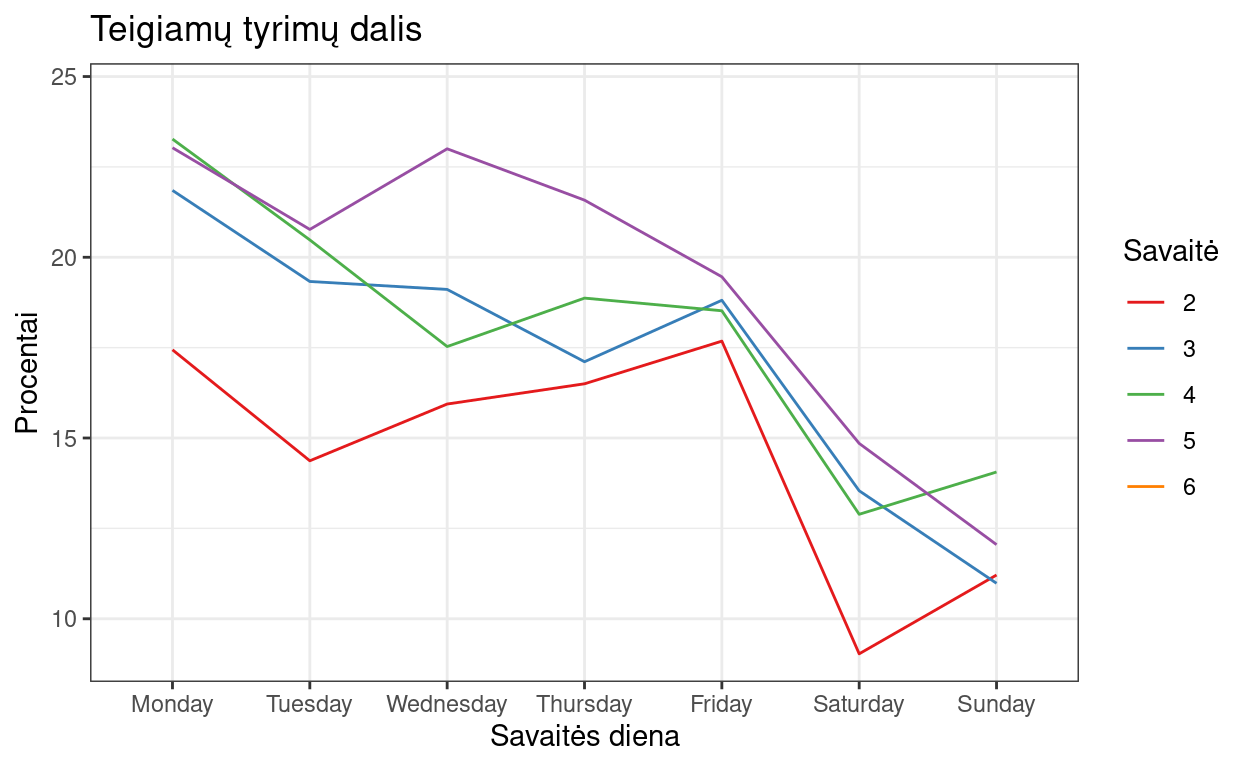 Teigiamų tyrimų dalis
25
20
15
10
Procentai
Monday Tuesday Wednesday Thursday Friday Saturday Sunday
Savaitės diena
Savaitė
2
3
4
5
6